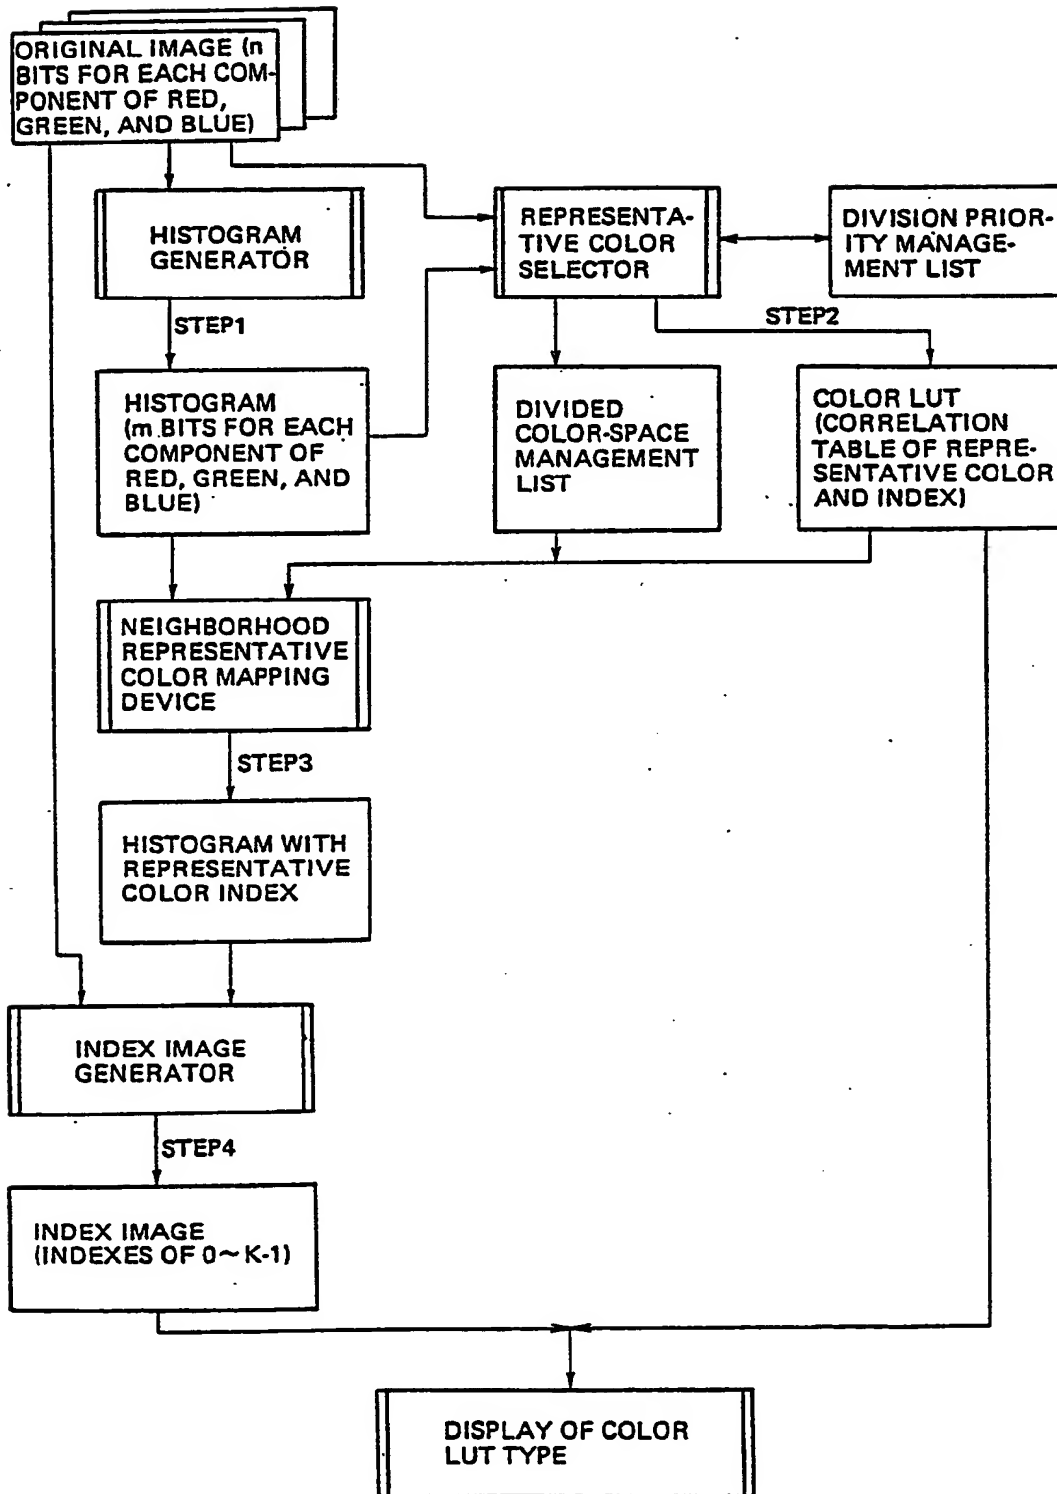 ORIGINAL IMAGE (n
BITS FOR EACH COM-
PONENT OF RED,
GREEN, AND BLUE)
HISTOGRAM
GENERATOR
REPRESENTA-
TIVE COLOR
SELECTOR
DIVISION PRIOR-
ITY MANAGE-
MENT LIST
STEP1
STEP2
HISTOGRAM
(m BITS FOR EACH
COMPONENT OF
RED, GREEN, AND
BLUE)
DIVIDED
COLOR-SPACE
MANAGEMENT
LIST
COLOR LUT
(CORRELATION
TABLE OF REPRE-
SENTATIVE COLOR
AND INDEX)
NEIGHBORHOOD
REPRESENTATIVE
COLOR MAPPING
DEVICE
STEP3
HISTOGRAM WITH
REPRESENTATIVE
COLOR INDEX
INDEX IMAGE
GENERATOR
STEP4
INDEX IMAGE
(INDEXES OF 0~K-1)
DISPLAY OF COLOR
LUT TYPE